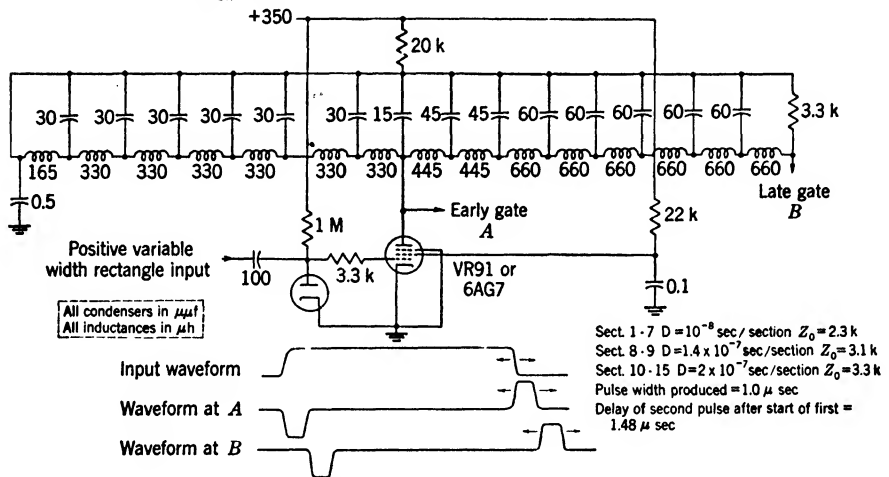 +350
20 k
30 30 30 30 30 30 15 45 45 60 60 60 60 60
3.3 k
165 330 330 330 330 330 330 445 445 660 660 660 660 660 660
0.5
Late gate
B
1 M
Early gate
A
22 k
Positive variable
width rectangle input
100
3.3 k
VR91 or
6AG7
0.1
All condensers in μμf
All inductances in μh
Sect. 1-7 D=10⁻⁸ sec/section Z₀=2.3 k
Sect. 8-9 D=1.4 x 10⁻⁷sec/section Z₀=3.1 k
Sect. 10-15 D=2 x 10⁻⁷sec/section Z₀=3.3 k
Pulse width produced =1.0 μ sec
Delay of second pulse after start of first =
1.48 μ sec
Input waveform
Waveform at A
Waveform at B